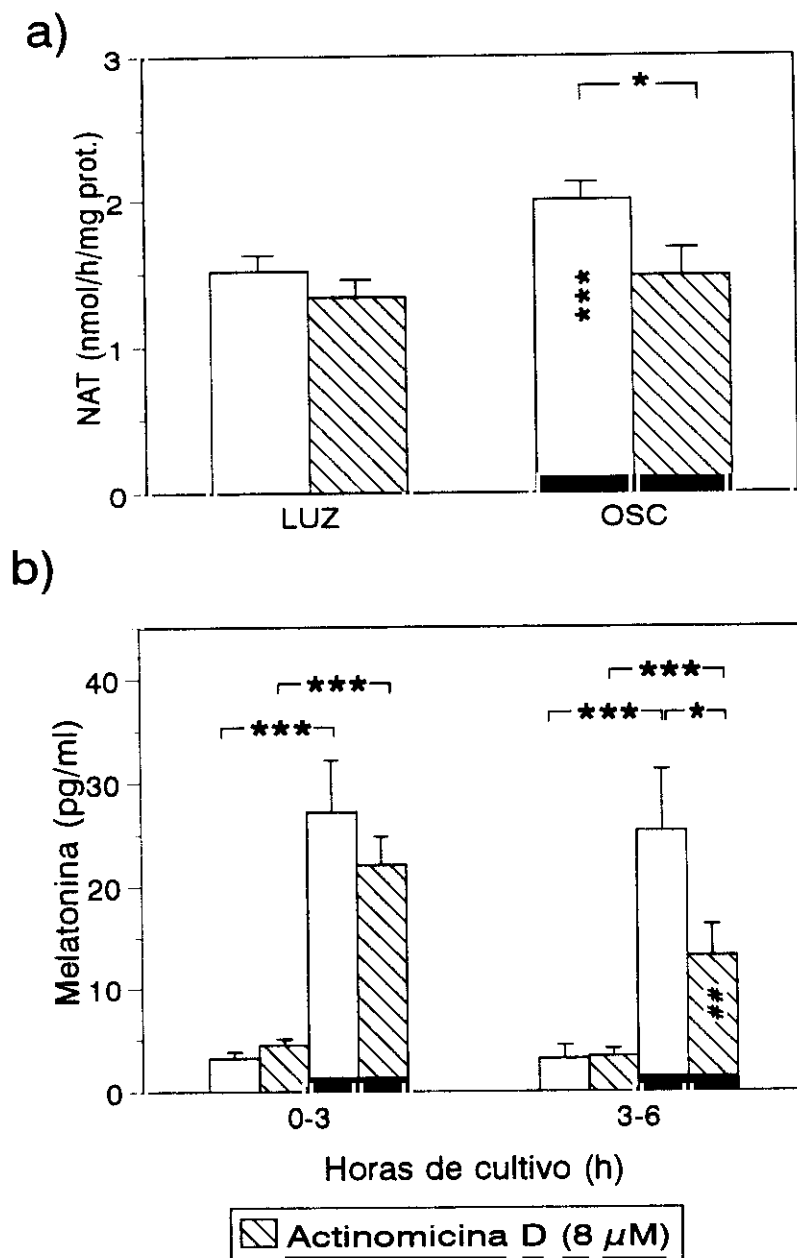 a)
3
*
2
NAT (nmol/h/mg prot.)
***
1
0
LUZ
OSC
b)
40
***
***
***
***
*
30
Melatonina (pg/ml)
20
10
##
0
0-3
3-6
Horas de cultivo (h)
Actinomicina D (8 μM)